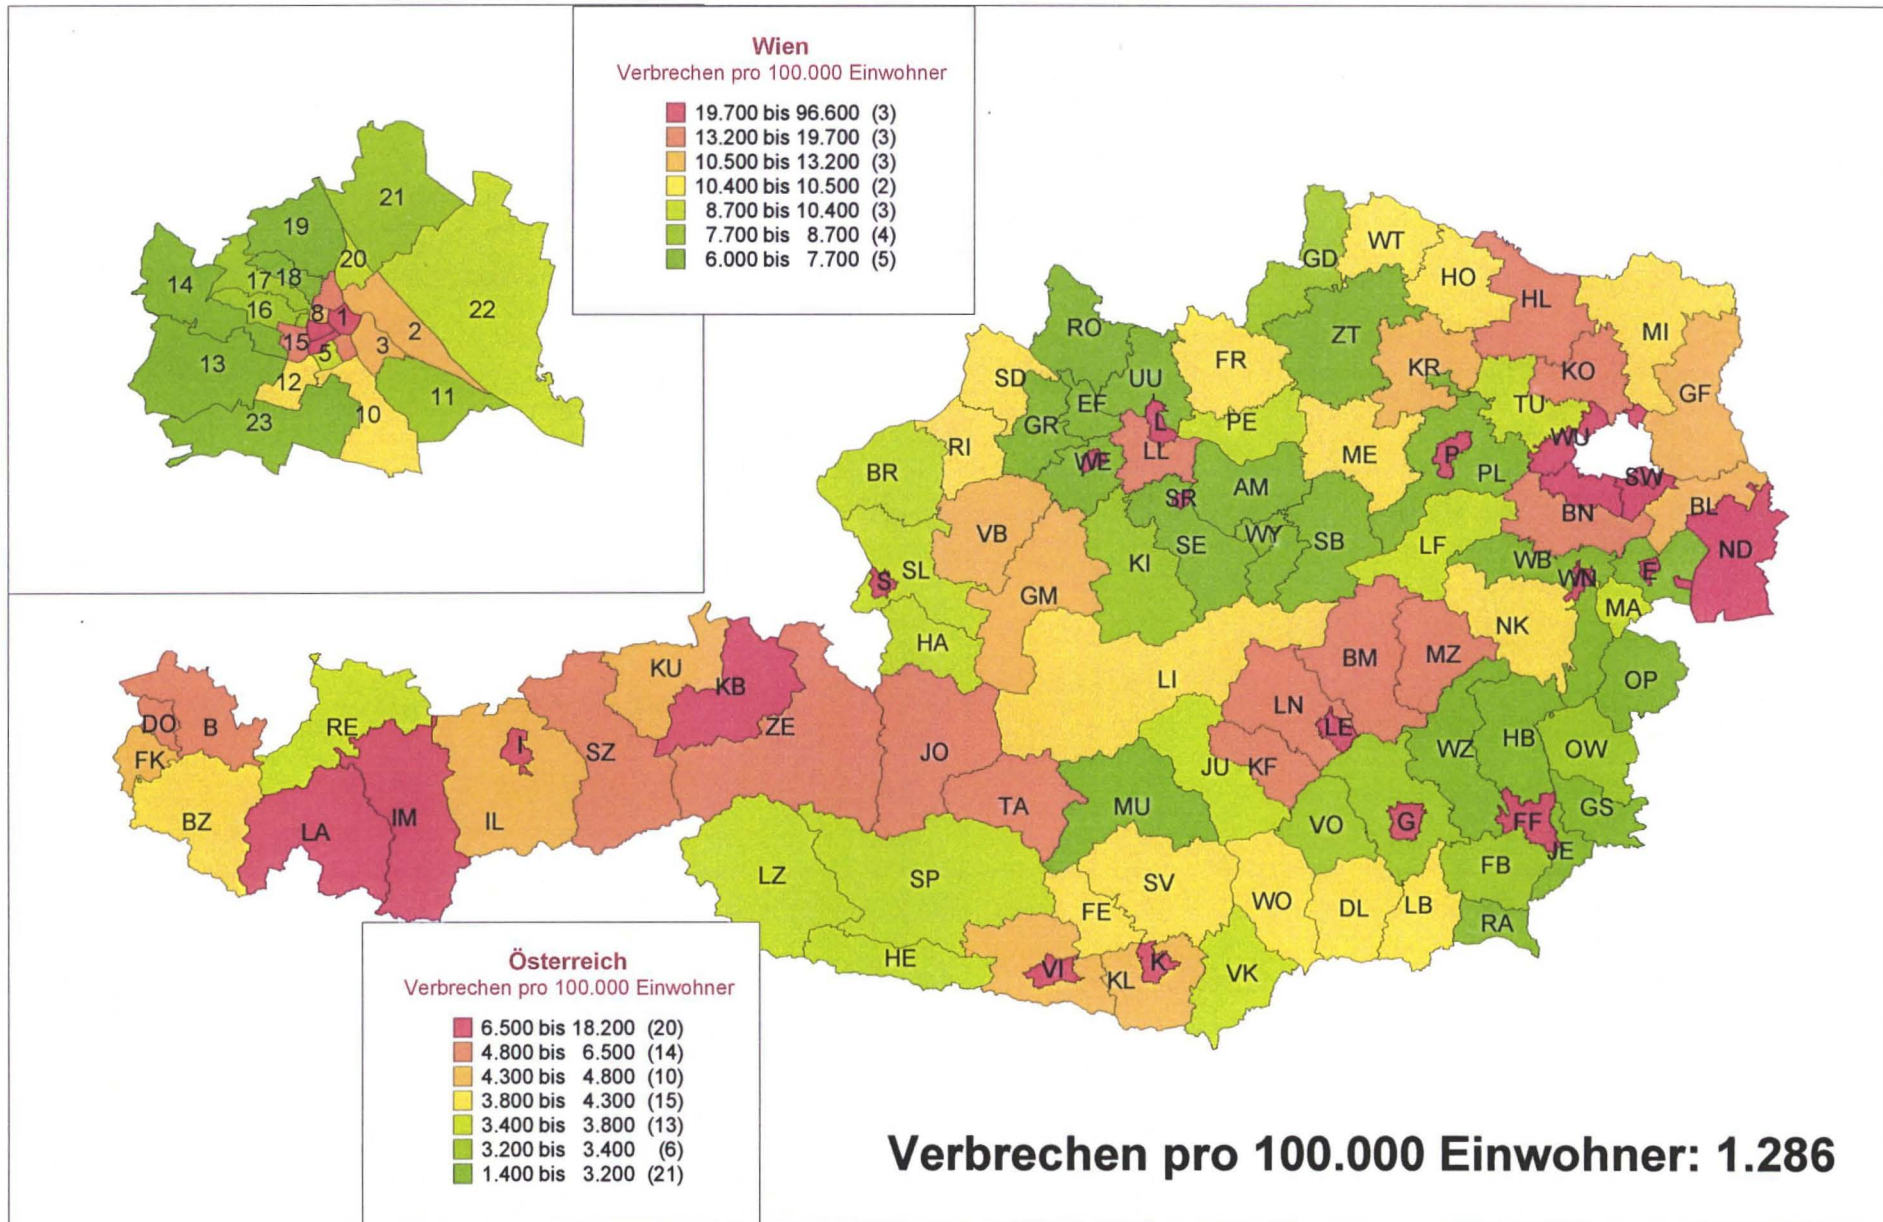 Wien
Verbrechen pro 100.000 Einwohner
19.700 bis 96.600 (3)
13.200 bis 19.700 (3)
10.500 bis 13.200 (3)
10.400 bis 10.500 (2)
8.700 bis 10.400 (3)
7.700 bis 8.700 (4)
6.000 bis 7.700 (5)
21
19
20
14
17 18
22
16
8
1
2
15
3
5
13
12
11
10
23
WT
GD
HO
HL
RO
ZT
MI
FR
KR
KO
SD
UU
GF
EF
TU
GR
L
PE
RI
LL
ME
WU
BR
WE
P
PL
SW
SR
AM
BL
VB
BN
SE
WY
SB
LF
ND
KI
WB
S
SL
WN
E
GM
MA
HA
NK
KU
BM
MZ
LI
OP
KB
LN
DO
B
RE
ZE
LE
I
SZ
JO
WZ
HB
OW
FK
JU
KF
TA
MU
GS
BZ
LA
IM
IL
VO
G
FF
JE
LZ
SP
SV
FB
WO
DL
LB
FE
RA
HE
VI
KL
K
VK
Österreich
Verbrechen pro 100.000 Einwohner
6.500 bis 18.200 (20)
4.800 bis 6.500 (14)
4.300 bis 4.800 (10)
3.800 bis 4.300 (15)
3.400 bis 3.800 (13)
3.200 bis 3.400 (6)
1.400 bis 3.200 (21)
Verbrechen pro 100.000 Einwohner: 1.286